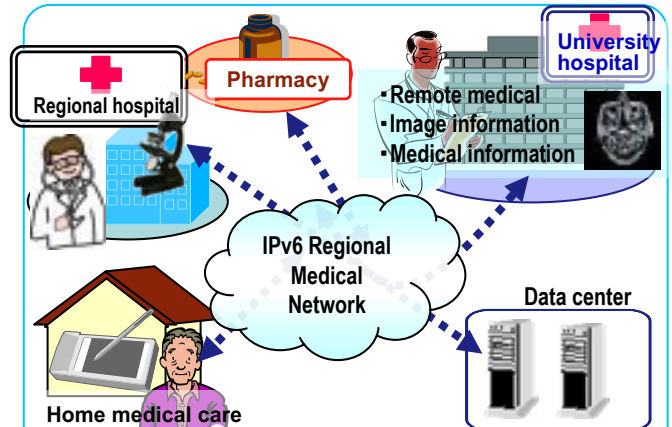 University
hospital
Pharmacy
Regional hospital
・Remote medical
・Image information
・Medical information
IPv6 Regional
Medical
Network
Data center
Home medical care